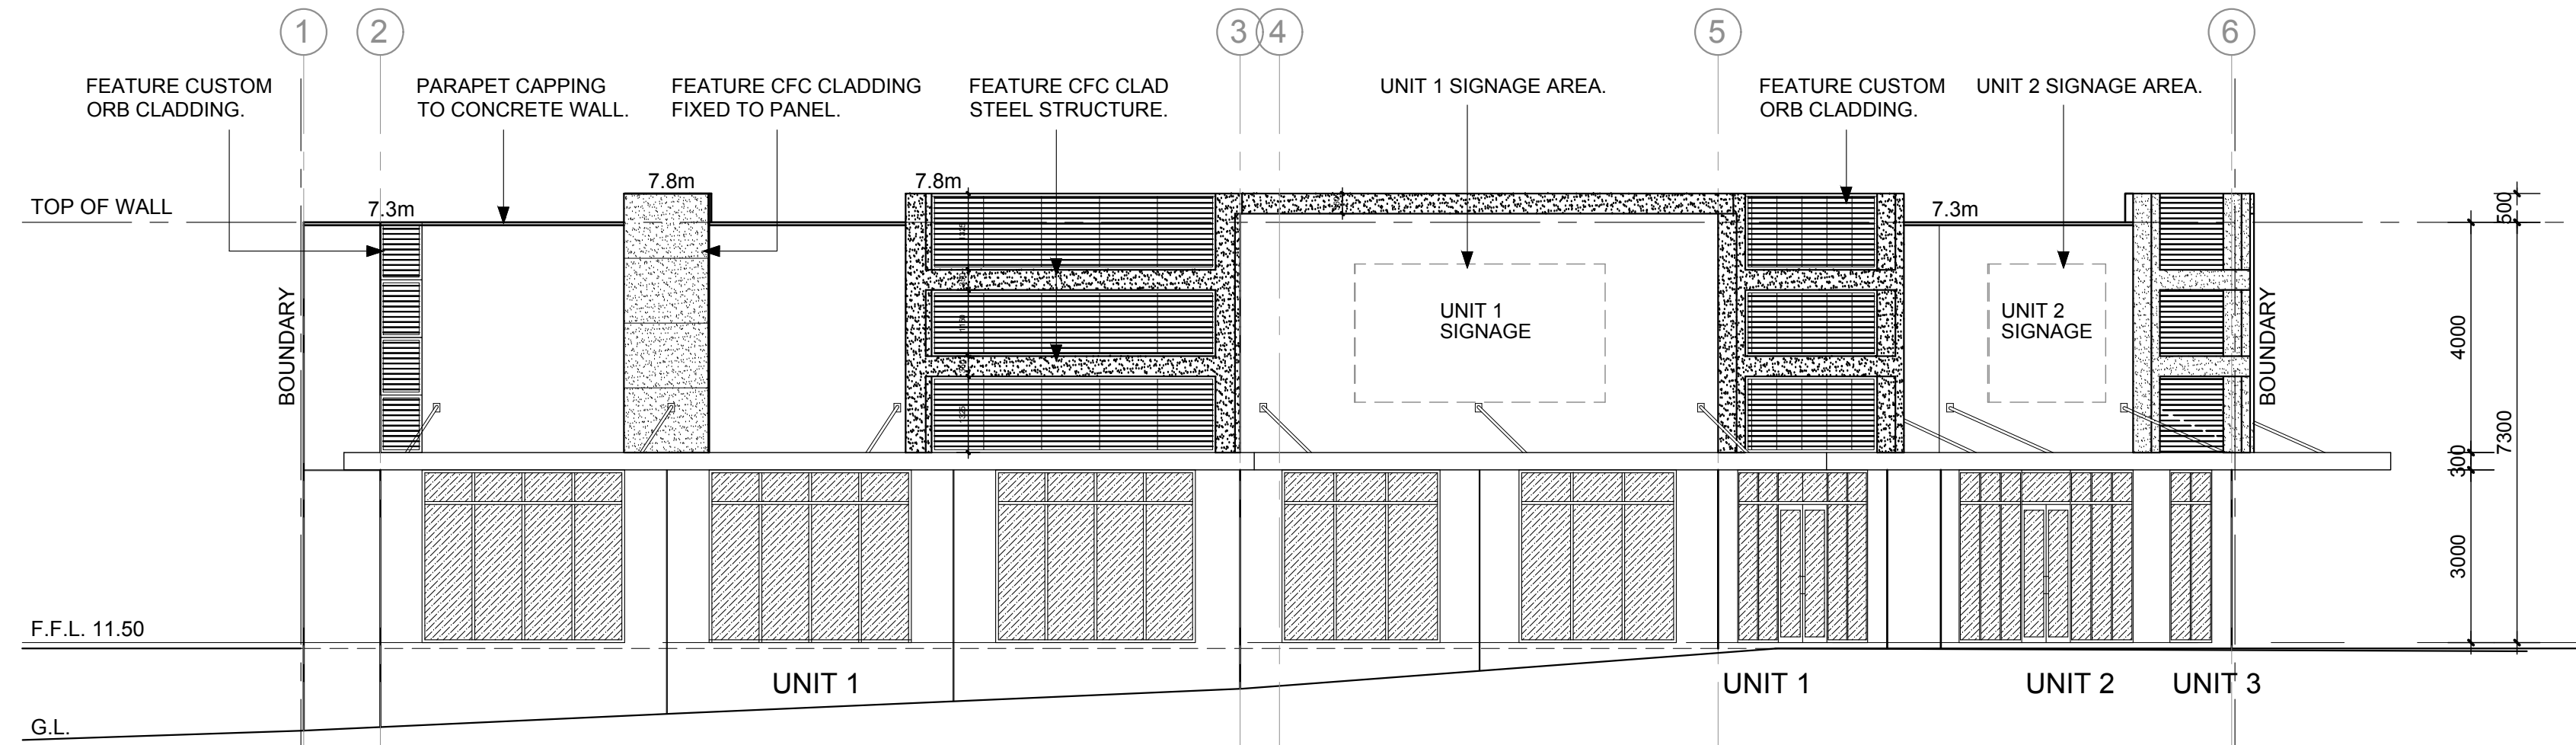 1
2
3
4
5
6
FEATURE CUSTOM
ORB CLADDING.
PARAPET CAPPING
TO CONCRETE WALL.
FEATURE CFC CLADDING
FIXED TO PANEL.
FEATURE CFC CLAD
STEEL STRUCTURE.
UNIT 1 SIGNAGE AREA.
FEATURE CUSTOM
ORB CLADDING.
UNIT 2 SIGNAGE AREA.
TOP OF WALL
7.3m
7.8m
7.8m
7.3m
500
BOUNDARY
UNIT 1
SIGNAGE
UNIT 2
SIGNAGE
BOUNDARY
4000
300
7300
3000
F.F.L. 11.50
UNIT 1
UNIT 1
UNIT 2
UNIT 3
G.L.